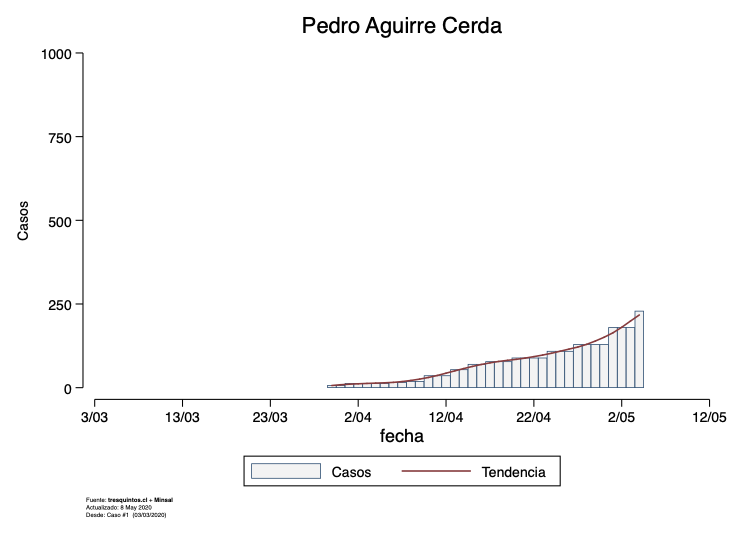 Pedro Aguirre Cerda
1000
750
500
250
0
Casos
3/03 13/03 23/03 2/04 12/04 22/04 2/05 12/05
fecha
Casos Tendencia
Fuente: tresquintos.cl + Minsal
Actualizado: 8 May 2020
Desde: Caso #1 (03/03/2020)